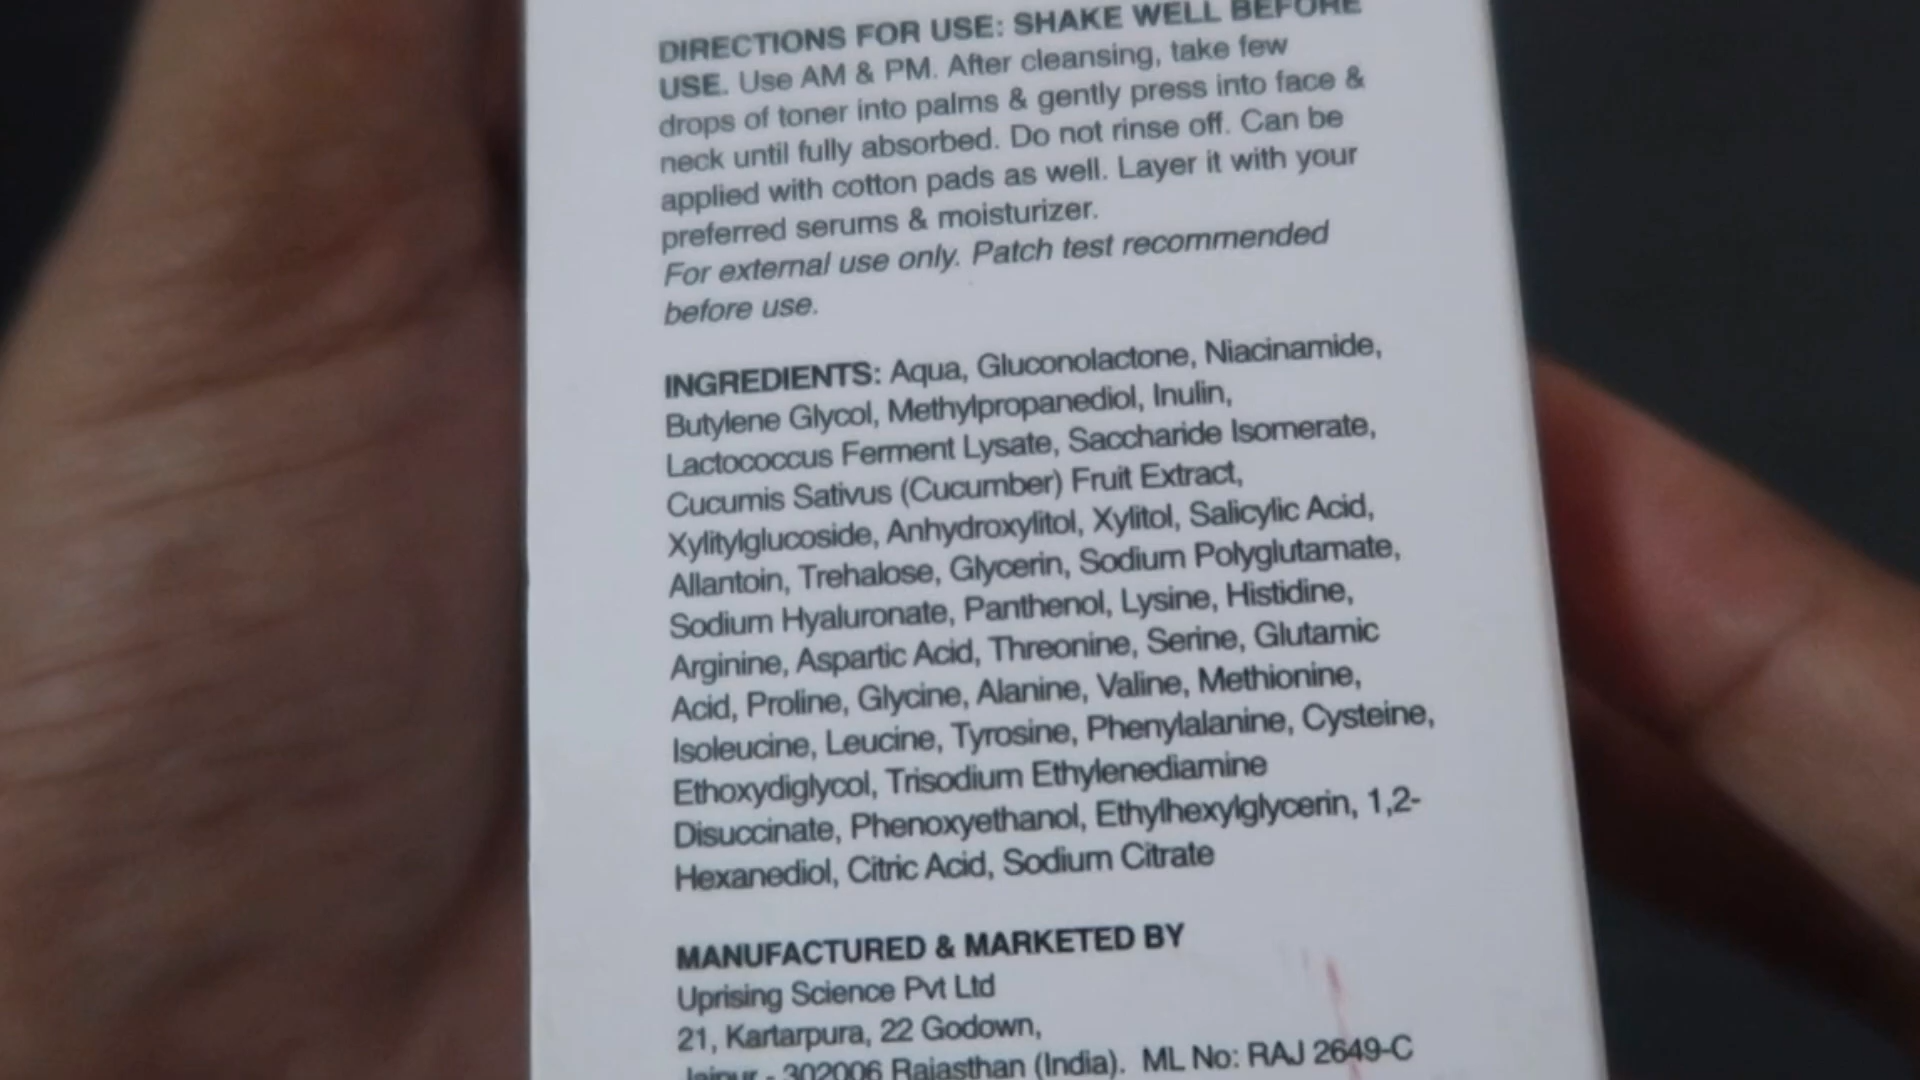 DIRECTIONS FOR USE: SHAKE WELL BEFORE
USE. Use AM & PM. After cleansing, take few
drops of toner into palms & gently press into face &
neck until fully absorbed. Do not rinse off. Can be
applied with cotton pads as well. Layer it with your
preferred serums & moisturizer.
For external use only. Patch test recommended
before use.
INGREDIENTS: Aqua, Gluconolactone, Niacinamide,
Butylene Glycol, Methylpropanediol, Inulin,
Lactococcus Ferment Lysate, Saccharide Isomerate,
Cucumis Sativus (Cucumber) Fruit Extract,
Xylitylglucoside, Anhydroxylitol, Xylitol, Salicylic Acid,
Allantoin, Trehalose, Glycerin, Sodium Polyglutamate,
Sodium Hyaluronate, Panthenol, Lysine, Histidine,
Arginine, Aspartic Acid, Threonine, Serine, Glutamic
Acid, Proline, Glycine, Alanine, Valine, Methionine,
Isoleucine, Leucine, Tyrosine, Phenylalanine, Cysteine,
Ethoxydiglycol, Trisodium Ethylenediamine
Disuccinate, Phenoxyethanol, Ethylhexylglycerin, 1,2-
Hexanediol, Citric Acid, Sodium Citrate
MANUFACTURED & MARKETED BY
Uprising Science Pvt Ltd
21, Kartarpura, 22 Godown,
Jaipur - 302006 Rajasthan (India). ML No: RAJ 2649-C